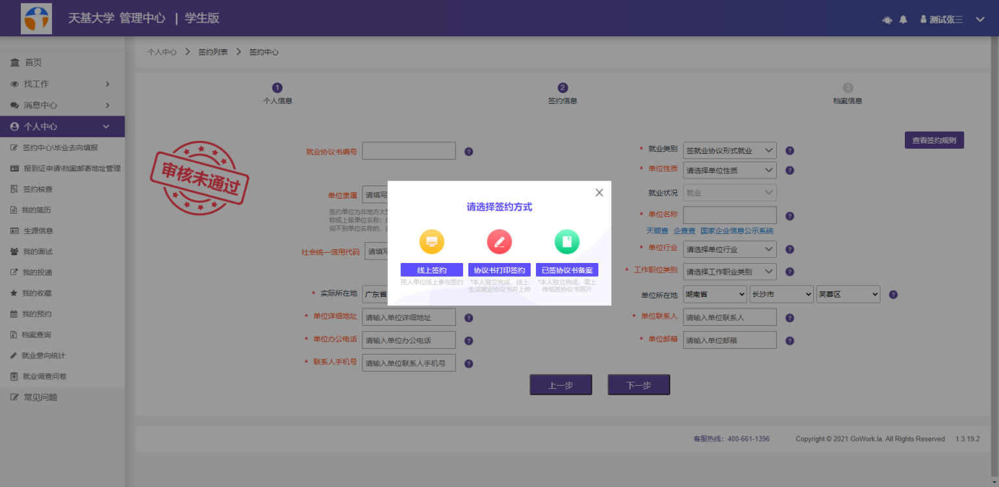 天基大学 管理中心 | 学生版
测试张三
首页
找工作
消息中心
个人中心
签约中心\毕业去向填报
报到证申请\档案邮寄地址管理
签约核查
我的简历
生源信息
我的面试
我的投递
我的收藏
我的预约
档案查询
就业意向统计
就业调查问卷
常见问题
个人中心 > 签约列表 > 签约中心
1
个人信息
2
签约信息
3
档案信息
查看签约规则
审核未通过
就业协议书编号
* 就业类别 签就业协议形式就业
* 单位性质 请选择单位性质
单位隶属 请填写
就业状况 就业
签约单位为非地方大型
称或上级单位名称;
询不到单位名称的,
* 单位名称
天眼查 企查查 国家企业信息公示系统
社会统一信用代码 请填写
* 单位行业 请选择单位行业
* 工作职位类别 请选择工作职业类别
* 实际所在地 广东省
单位所在地 湖南省 长沙市 芙蓉区
* 单位详细地址 请输入单位详细地址
* 单位联系人 请输入单位联系人
* 单位办公电话 请输入单位办公电话
* 单位邮箱 请输入单位邮箱
* 联系人手机号 请输入单位联系人手机号
上一步 下一步
请选择签约方式
线上签约
用人单位线上参与签约
协议书打印签约
*本人独立完成,线上
生成就业协议书并上传
已签协议书备案
*本人独立完成,需上
传纸质协议书照片
客服热线:400-661-1396 Copyright © 2021 GoWork.la. All Rights Reserved 1.3.19.2